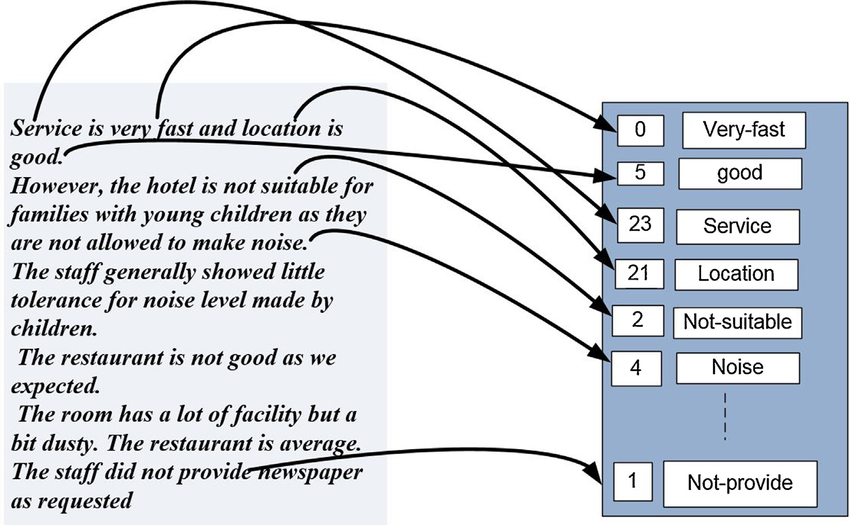 Service is very fast and location is
good.
However, the hotel is not suitable for
families with young children as they
are not allowed to make noise.
The staff generally showed little
tolerance for noise level made by
children.
The restaurant is not good as we
expected.
The room has a lot of facility but a
bit dusty. The restaurant is average.
The staff did not provide newspaper
as requested
0 Very-fast
5 good
23 Service
21 Location
2 Not-suitable
4 Noise
1 Not-provide